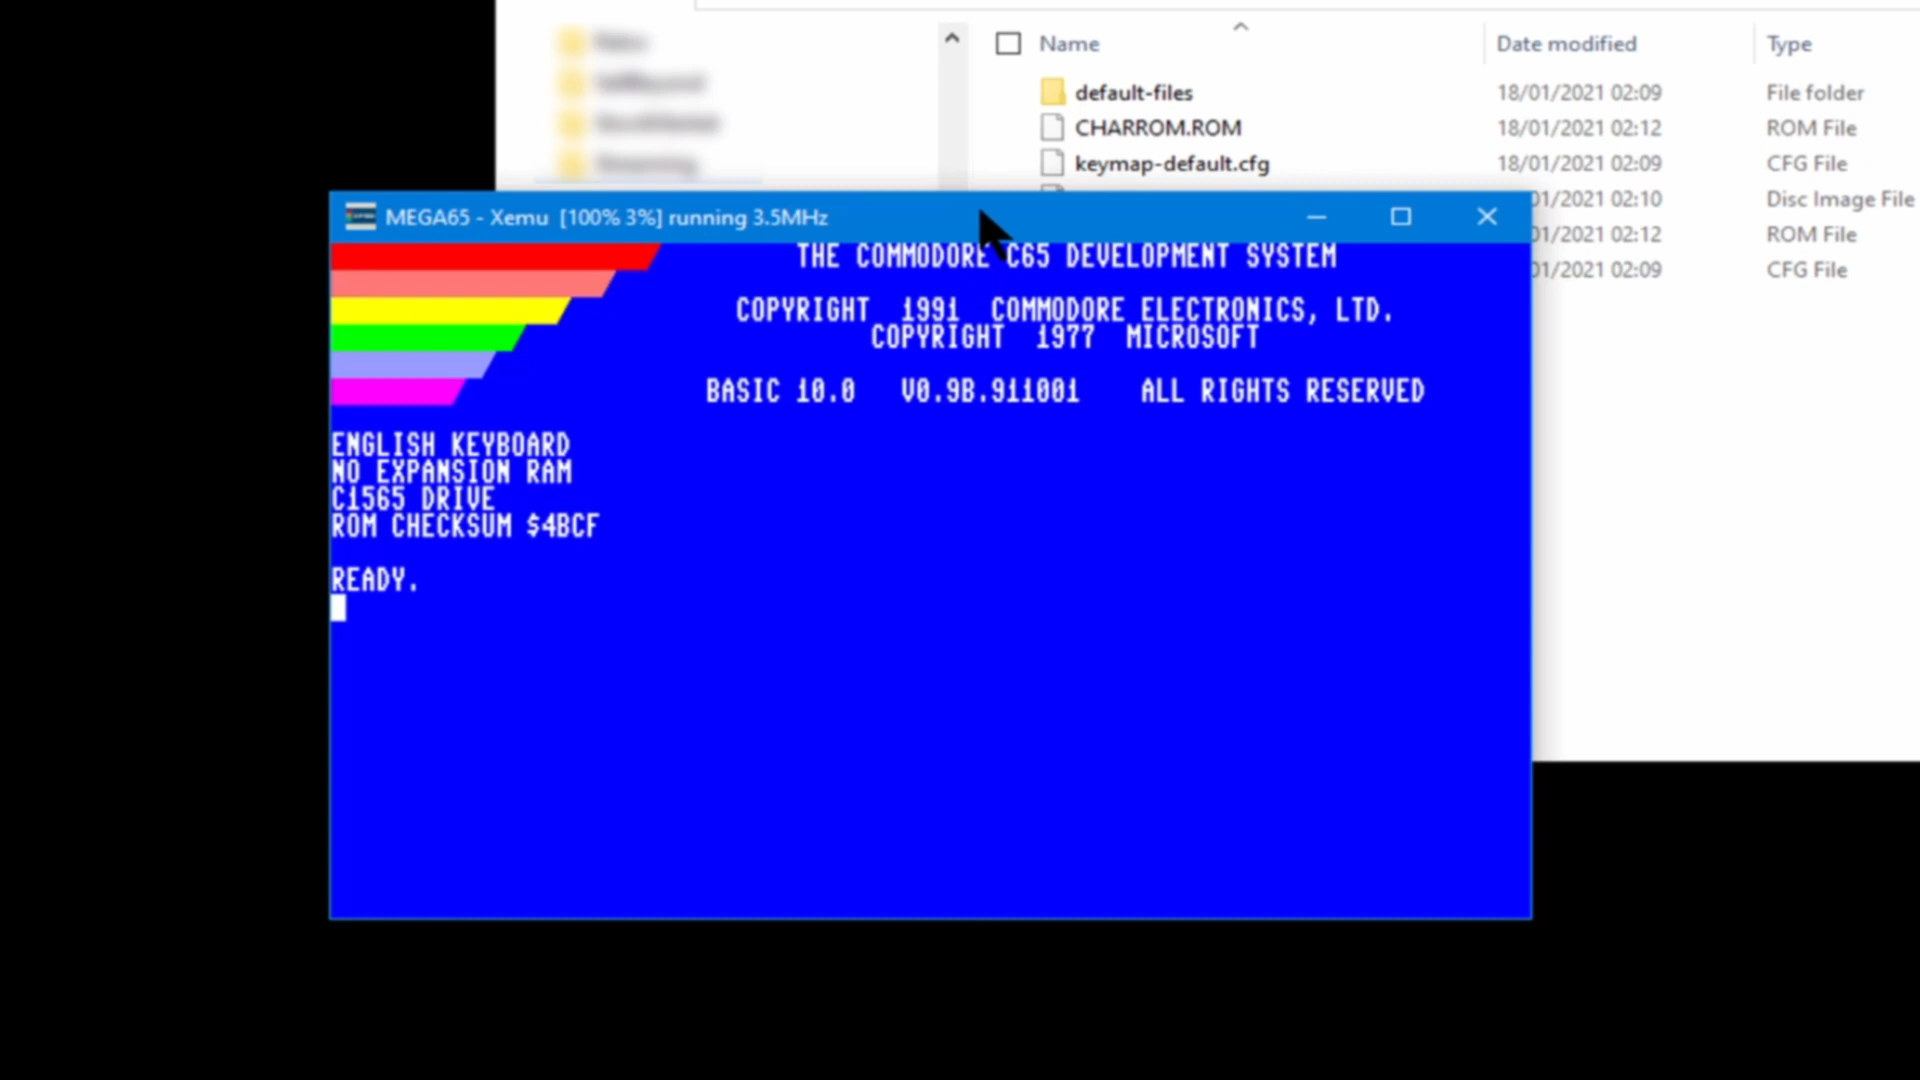 Name Date modified Type
default-files 18/01/2021 02:09 File folder
CHARROM.ROM 18/01/2021 02:12 ROM File
keymap-default.cfg 18/01/2021 02:09 CFG File
01/2021 02:10 Disc Image File
01/2021 02:12 ROM File
01/2021 02:09 CFG File
MEGA65 - Xemu [100% 3%] running 3.5MHz
THE COMMODORE C65 DEVELOPMENT SYSTEM
COPYRIGHT 1991 COMMODORE ELECTRONICS, LTD.
COPYRIGHT 1977 MICROSOFT
BASIC 10.0 V0.9B.911001 ALL RIGHTS RESERVED
ENGLISH KEYBOARD
NO EXPANSION RAM
C1565 DRIVE
ROM CHECKSUM $4BCF
READY.